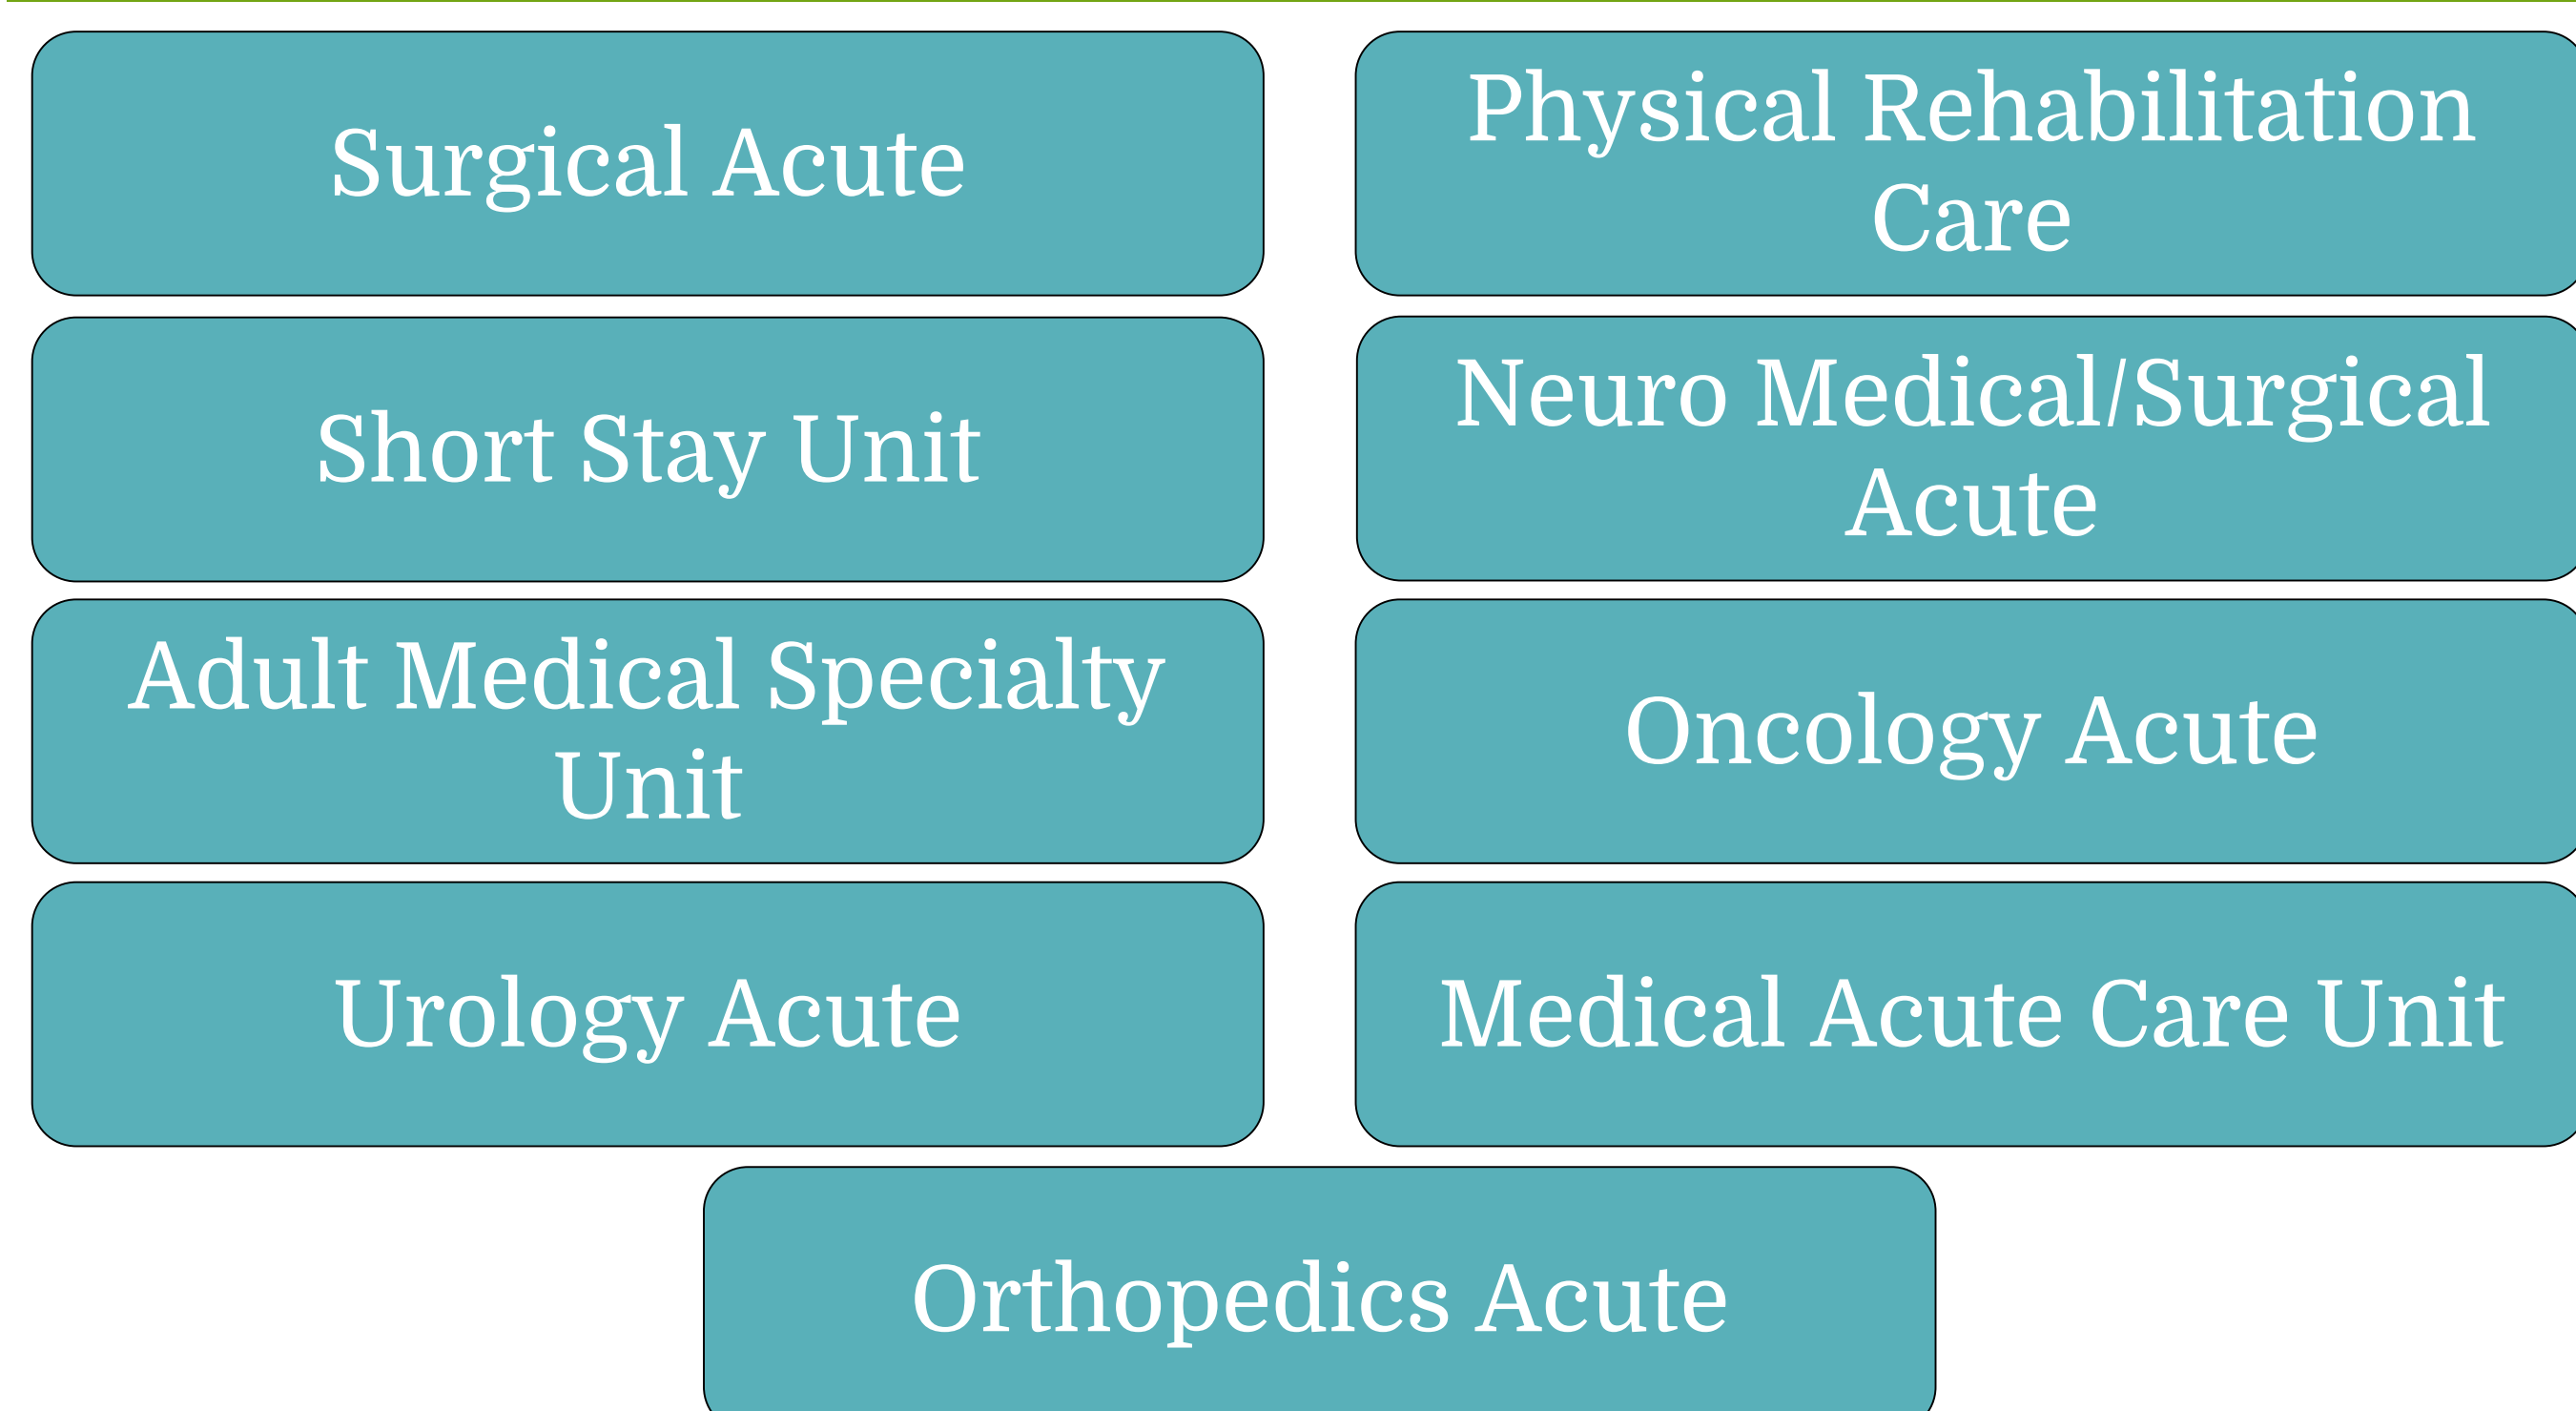 Surgical Acute
Physical Rehabilitation
Care
Short Stay Unit
Neuro Medical/Surgical
Acute
Adult Medical Specialty
Unit
Oncology Acute
Urology Acute
Medical Acute Care Unit
Orthopedics Acute